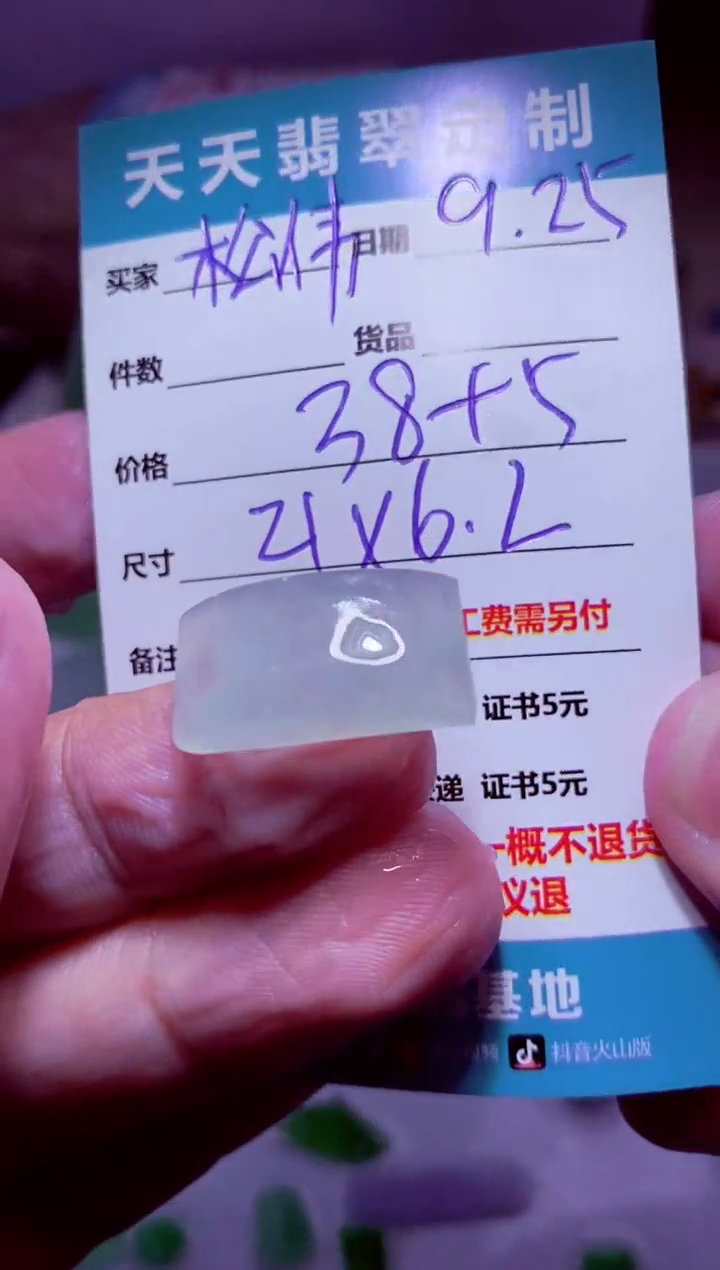 天天翡翠定制
买家 松伟 日期 9.25
件数 货品
价格 38+5
尺寸 21x6.2
备注 工费需另付
证书5元
递 证书5元
一概不退货
议退
基地
抖音火山版